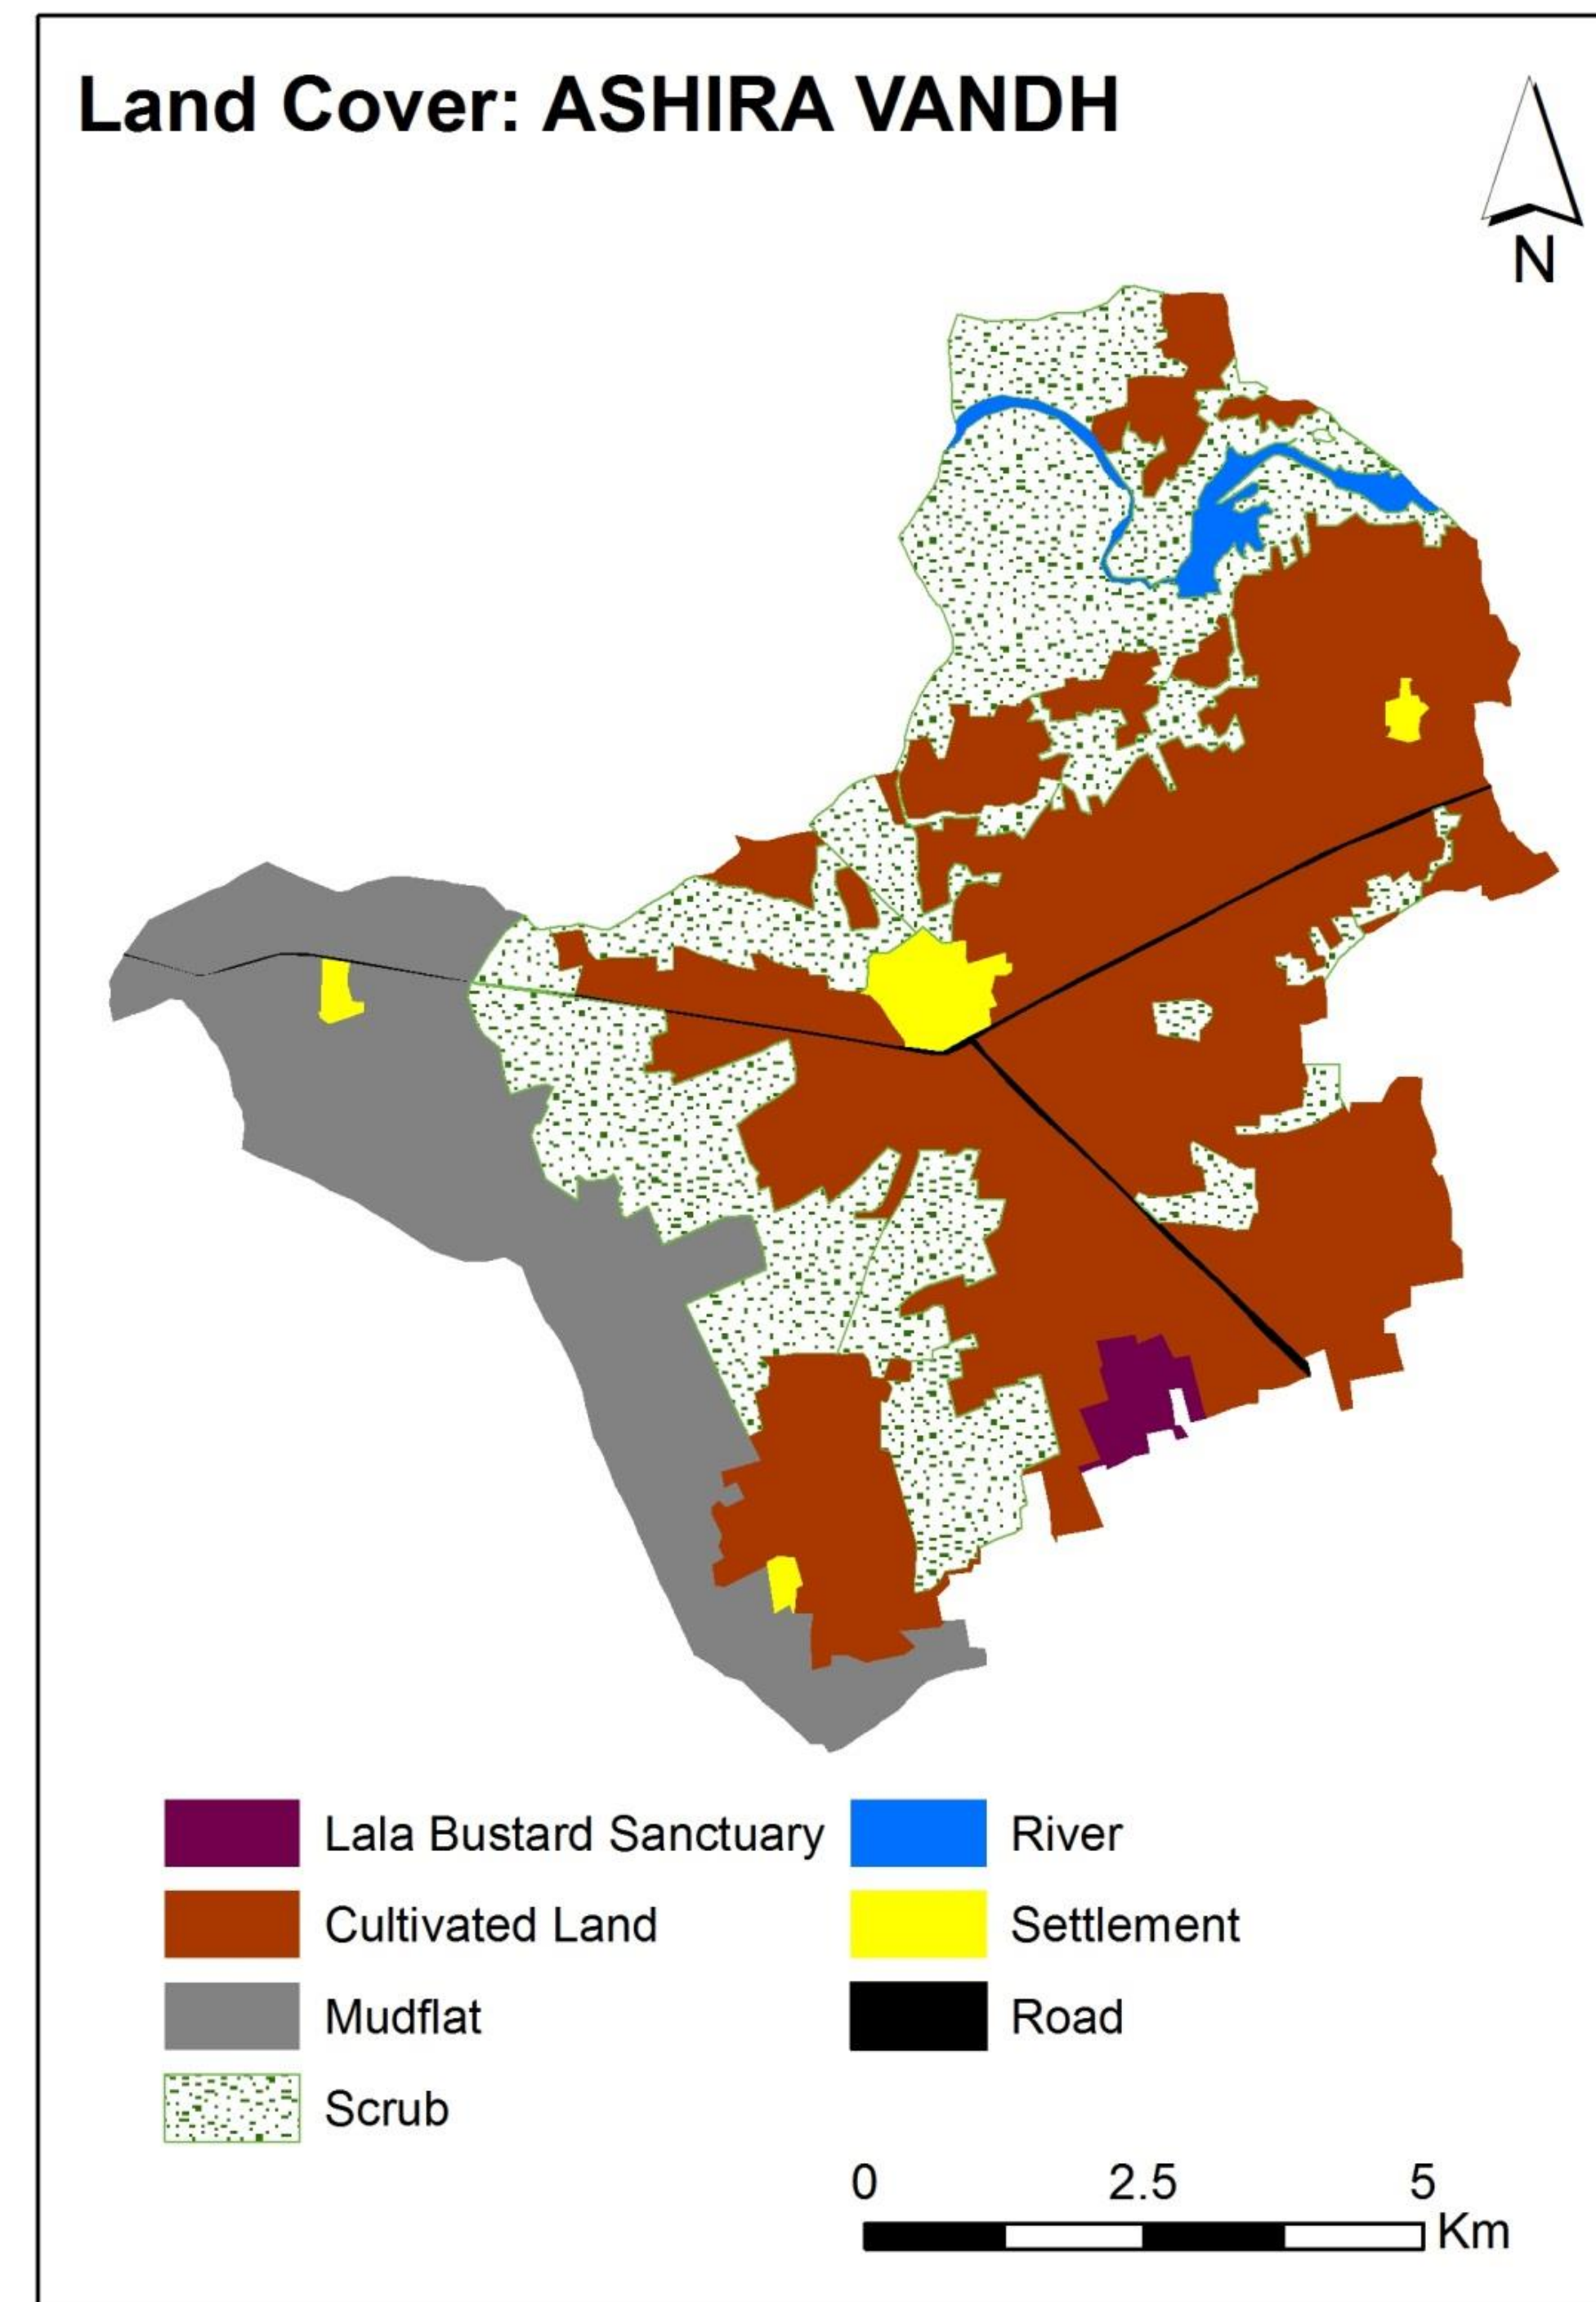 Land Cover: ASHIRA VANDH
N
Lala Bustard Sanctuary
Cultivated Land
Mudflat
Scrub
River
Settlement
Road
0 2.5 5
Km